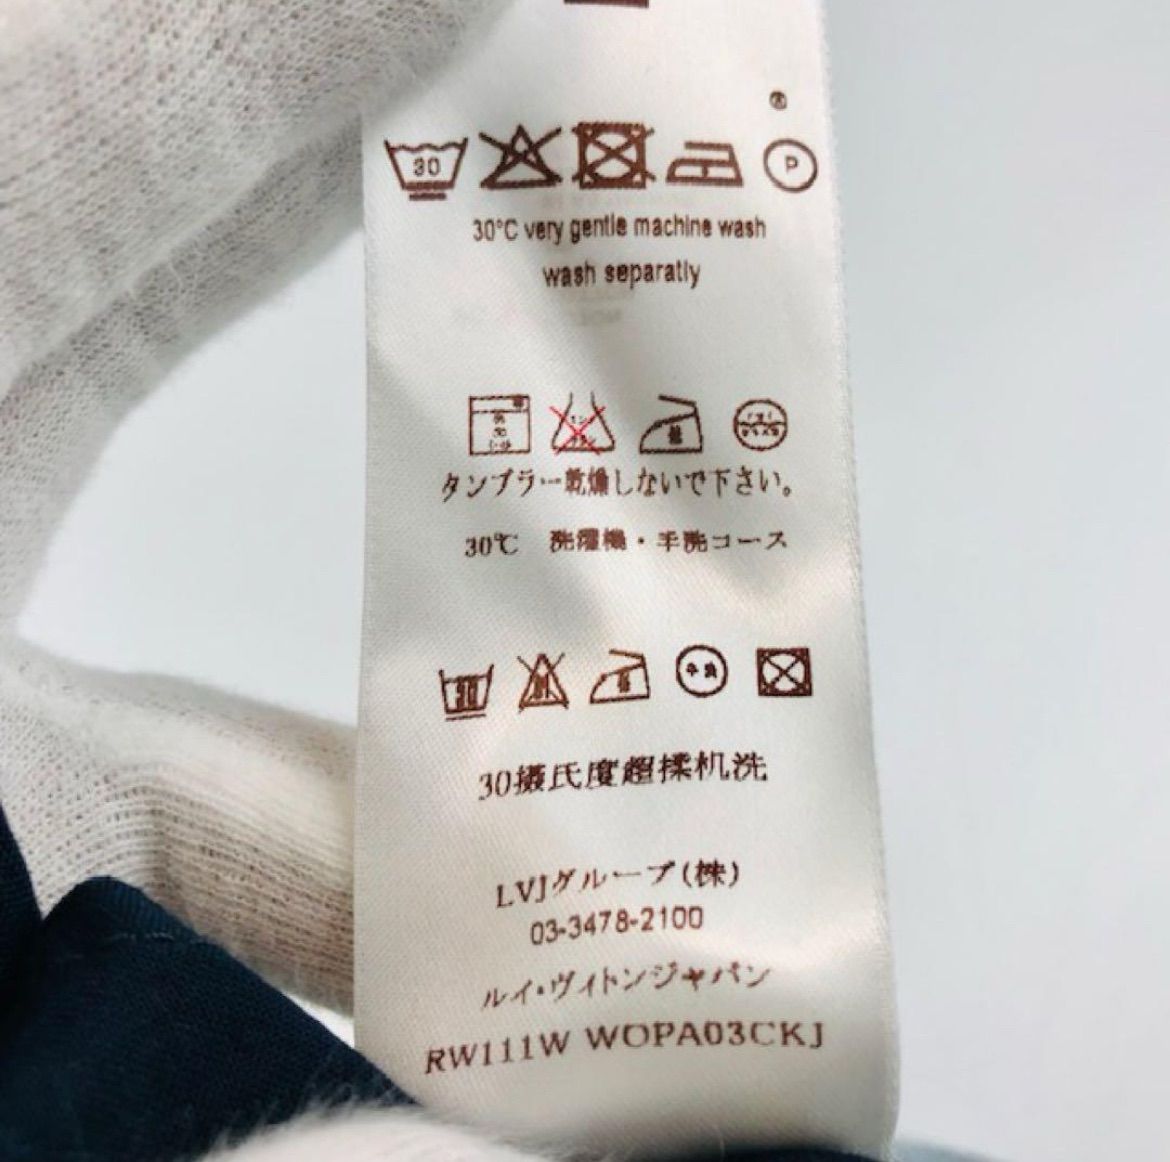 30
P
30°C very gentle machine wash
wash separatly
タンブラー乾燥しないで下さい。
30℃ 洗濯機・手洗コース
30
30摄氏度超揉机洗
LVJグループ(株)
03-3478-2100
ルイ・ヴィトンジャパン
RW111W WOPA03CKJ